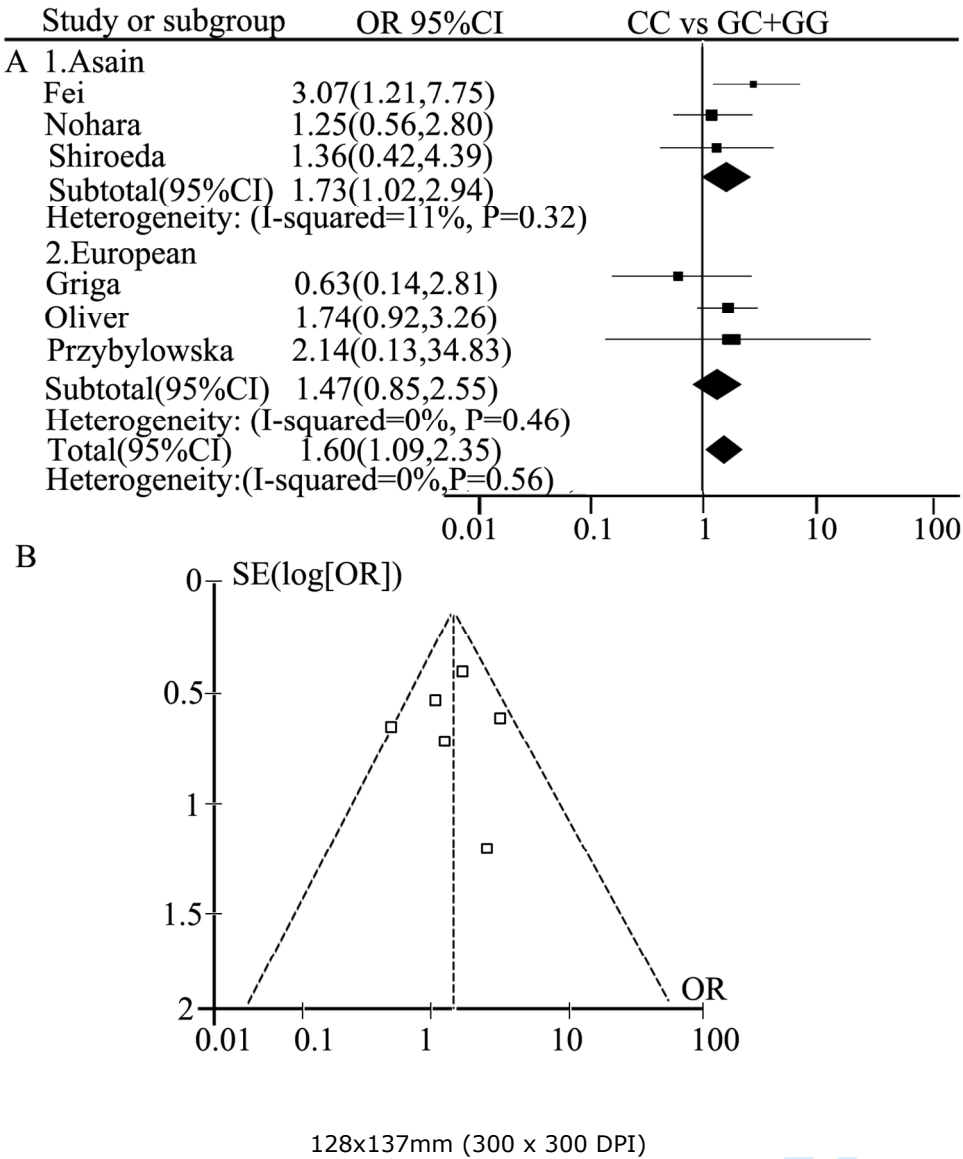 Study or subgroup OR 95%CI CC vs GC+GG
A 1.Asain
Fei 3.07(1.21,7.75)
Nohara 1.25(0.56,2.80)
Shiroeda 1.36(0.42,4.39)
Subtotal(95%CI) 1.73(1.02,2.94)
Heterogeneity: (I-squared=11%, P=0.32)
2.European
Griga 0.63(0.14,2.81)
Oliver 1.74(0.92,3.26)
Przybylowska 2.14(0.13,34.83)
Subtotal(95%CI) 1.47(0.85,2.55)
Heterogeneity: (I-squared=0%, P=0.46)
Total(95%CI) 1.60(1.09,2.35)
Heterogeneity:(I-squared=0%,P=0.56)
0.01 0.1 1 10 100
B
0 SE(log[OR])
0.5
1
1.5
OR
2
0.01 0.1 1 10 100
128x137mm (300 x 300 DPI)